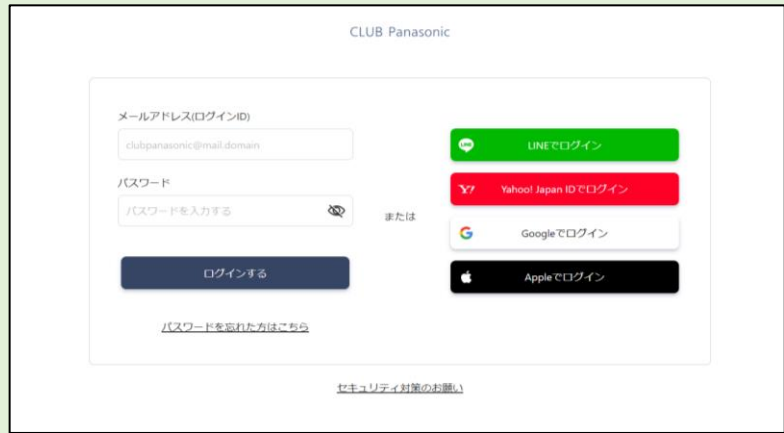 CLUB Panasonic
メールアドレス(ログインID)
clubpanasonic@mail.domain
パスワード
パスワードを入力する
ログインする
パスワードを忘れた方はこちら
または
LINE
LINEでログイン
Y!
Yahoo! Japan IDでログイン
G
Googleでログイン
Appleでログイン
セキュリティ対策のお願い